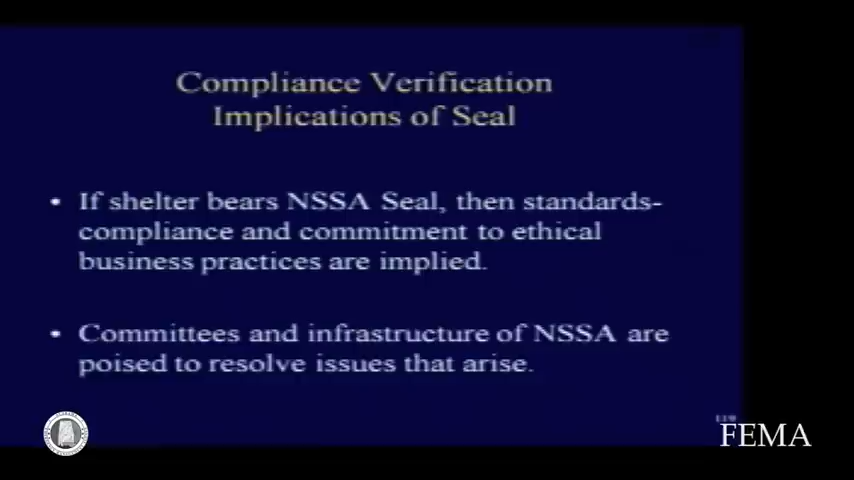 Compliance Verification
Implications of Seal
• If shelter bears NSSA Seal, then standards-
compliance and commitment to ethical
business practices are implied.
• Committees and infrastructure of NSSA are
poised to resolve issues that arise.
FEMA